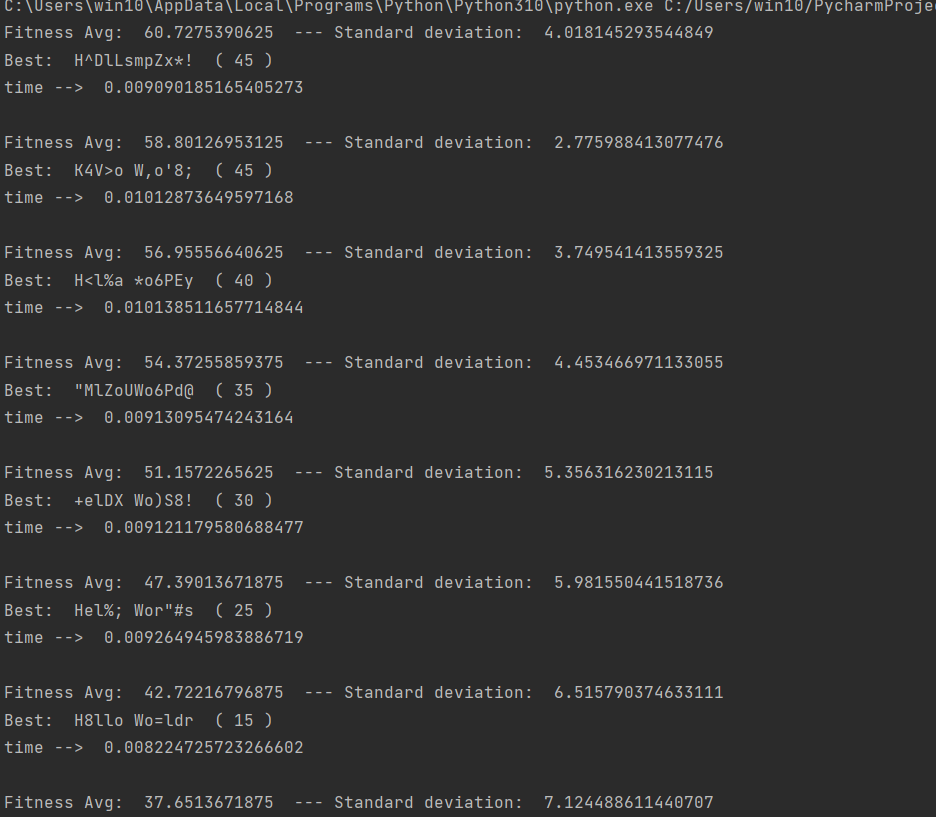 C:\Users\win10\AppData\Local\Programs\Python\Python310\python.exe C:/Users/win10/PycharmProje
Fitness Avg:  60.7275390625  --- Standard deviation:  4.018145293544849
Best:  H^DlLsmpZx*!  ( 45 )
time -->  0.009090185165405273
Fitness Avg:  58.80126953125  --- Standard deviation:  2.775988413077476
Best:  K4V>o W,o'8;  ( 45 )
time -->  0.01012873649597168
Fitness Avg:  56.95556640625  --- Standard deviation:  3.749541413559325
Best:  H<l%a *o6PEy  ( 40 )
time -->  0.010138511657714844
Fitness Avg:  54.37255859375  --- Standard deviation:  4.453466971133055
Best:  "MlZoUWo6Pd@  ( 35 )
time -->  0.00913095474243164
Fitness Avg:  51.1572265625  --- Standard deviation:  5.356316230213115
Best:  +elDX Wo)S8!  ( 30 )
time -->  0.009121179580688477
Fitness Avg:  47.39013671875  --- Standard deviation:  5.981550441518736
Best:  Hel%; Wor"#s  ( 25 )
time -->  0.009264945983886719
Fitness Avg:  42.72216796875  --- Standard deviation:  6.515790374633111
Best:  H8llo Wo=ldr  ( 15 )
time -->  0.008224725723266602
Fitness Avg:  37.6513671875  --- Standard deviation:  7.124488611440707